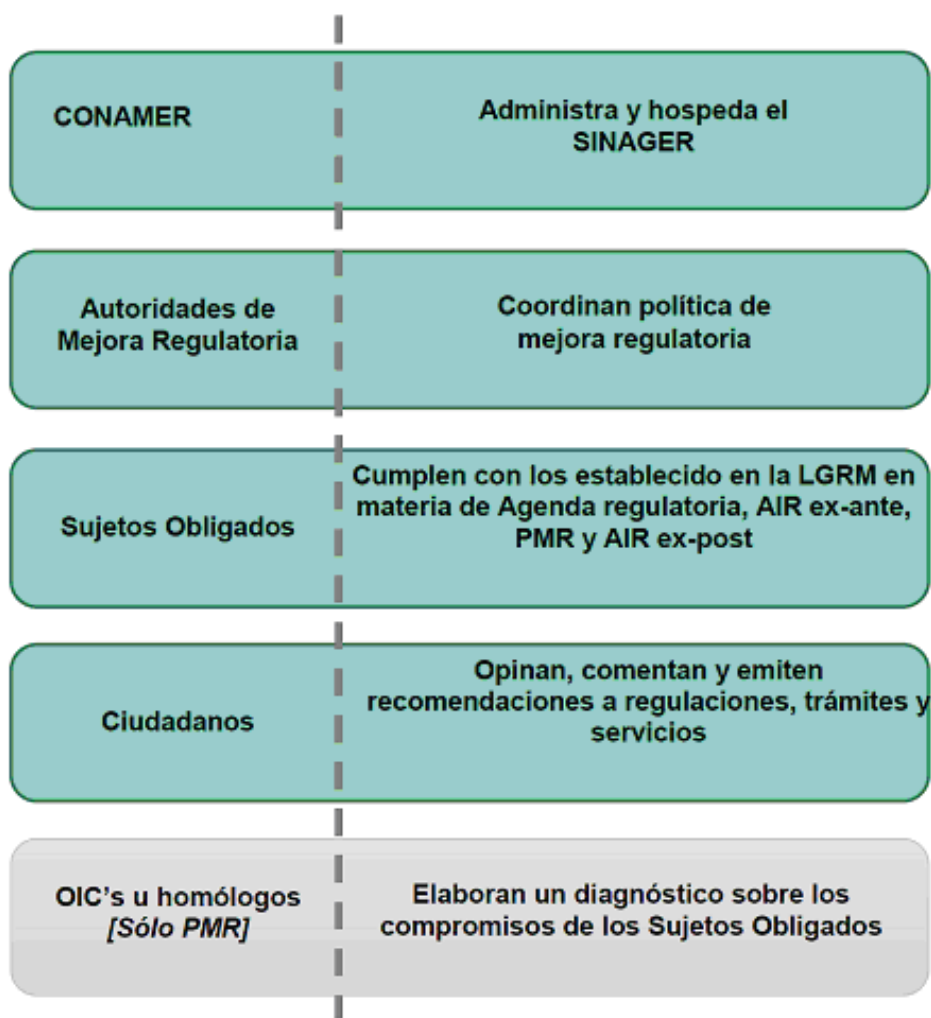 CONAMER
Administra y hospeda el
SINAGER
Autoridades de
Mejora Regulatoria
Coordinan política de
mejora regulatoria
Sujetos Obligados
Cumplen con los establecido en la LGRM en
materia de Agenda regulatoria, AIR ex-ante,
PMR y AIR ex-post
Ciudadanos
Opinan, comentan y emiten
recomendaciones a regulaciones, trámites y
servicios
OIC's u homólogos
[Sólo PMR]
Elaboran un diagnóstico sobre los
compromisos de los Sujetos Obligados